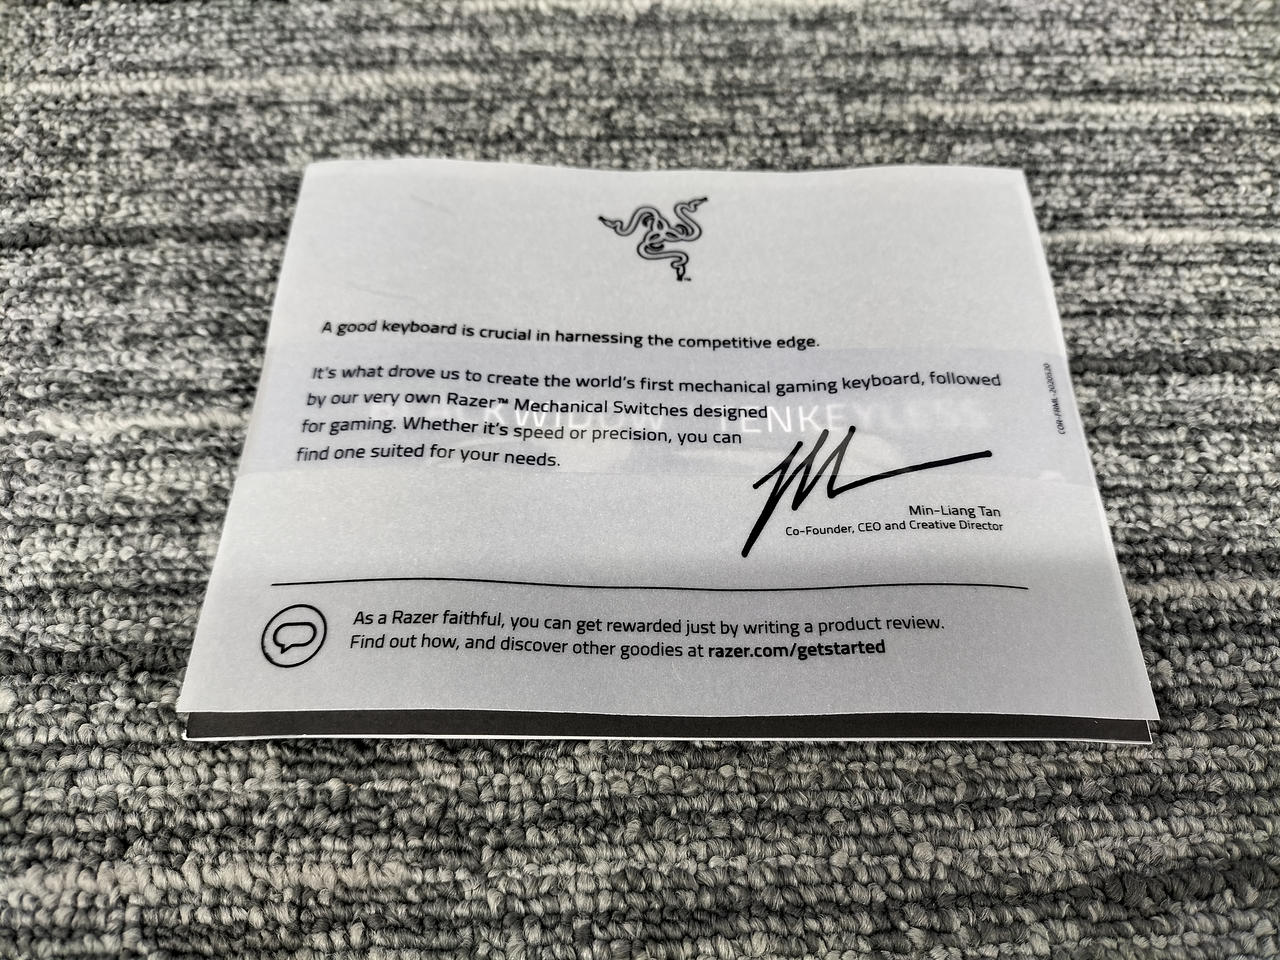 A good keyboard is crucial in harnessing the competitive edge.
It's what drove us to create the world's first mechanical gaming keyboard, followed
by our very own Razer™ Mechanical Switches designed
for gaming. Whether it's speed or precision, you can
find one suited for your needs.
BLACKWIDOW TENKEYLESS
Min-Liang Tan
Co-Founder, CEO and Creative Director
COR-FRML-2020520
As a Razer faithful, you can get rewarded just by writing a product review.
Find out how, and discover other goodies at razer.com/getstarted